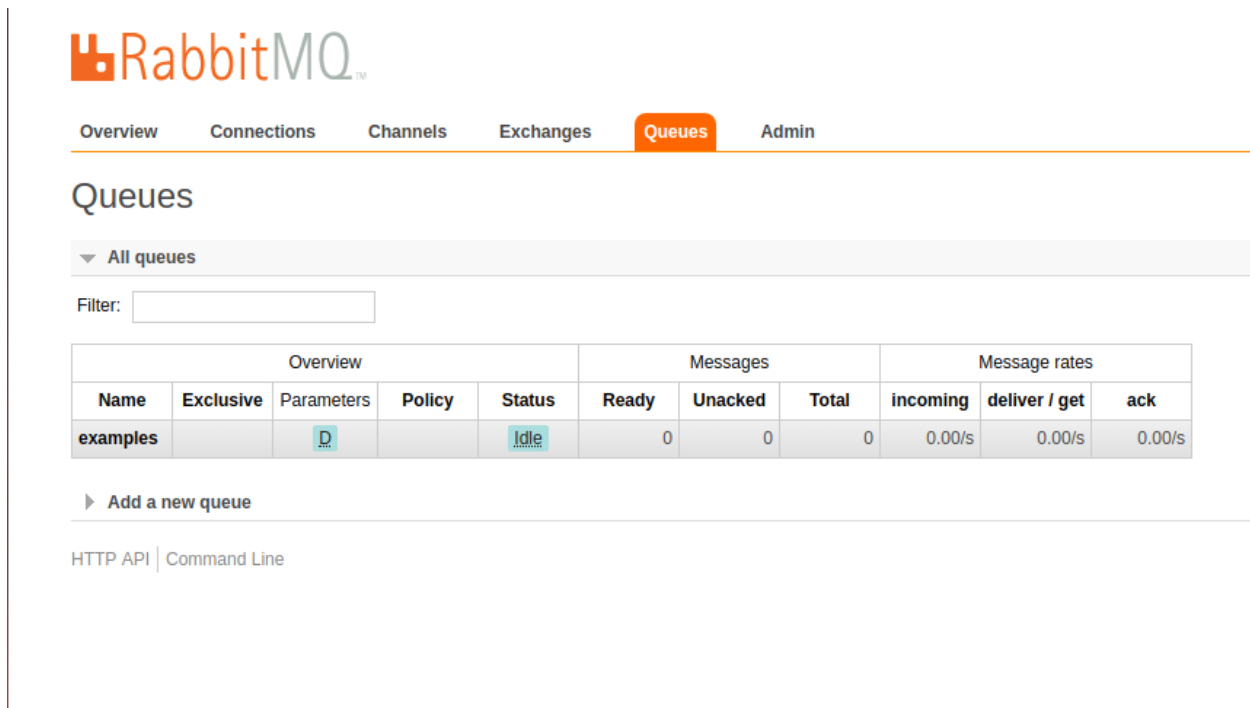 RabbitMQ TM
Overview Connections Channels Exchanges Queues Admin
Queues
All queues
Filter:
Overview Messages Message rates
Name Exclusive Parameters Policy Status Ready Unacked Total incoming deliver / get ack
examples D Idle 0 0 0 0.00/s 0.00/s 0.00/s
Add a new queue
HTTP API Command Line